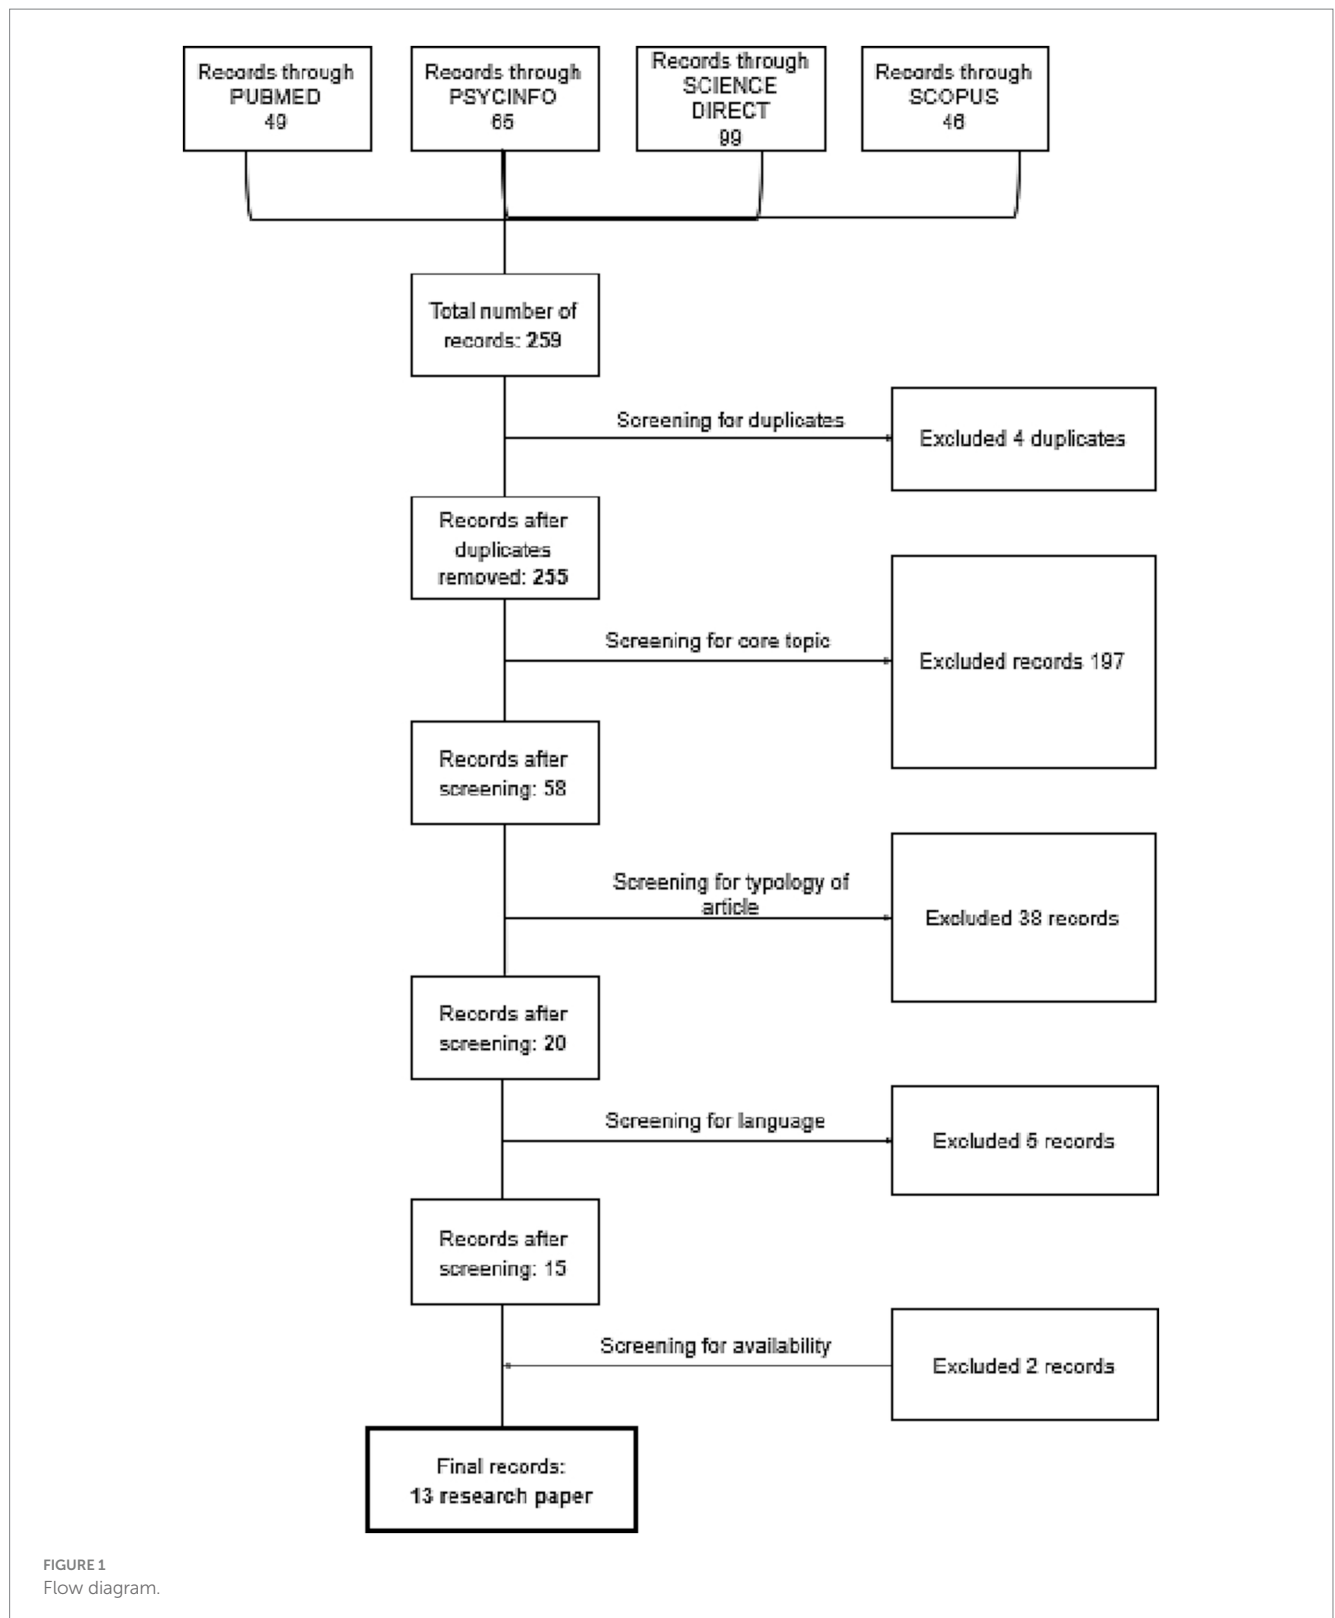 Records through
PUBMED
49
Records through
PSYCINFO
65
Records through
SCIENCE
DIRECT
99
Records through
SCOPUS
46
Total number of
records: 259
Screening for duplicates
Excluded 4 duplicates
Records after
duplicates
removed: 255
Screening for core topic
Excluded records 197
Records after
screening: 58
Screening for typology of
article
Excluded 38 records
Records after
screening: 20
Screening for language
Excluded 5 records
Records after
screening: 15
Screening for availability
Excluded 2 records
Final records:
13 research paper
FIGURE 1
Flow diagram.